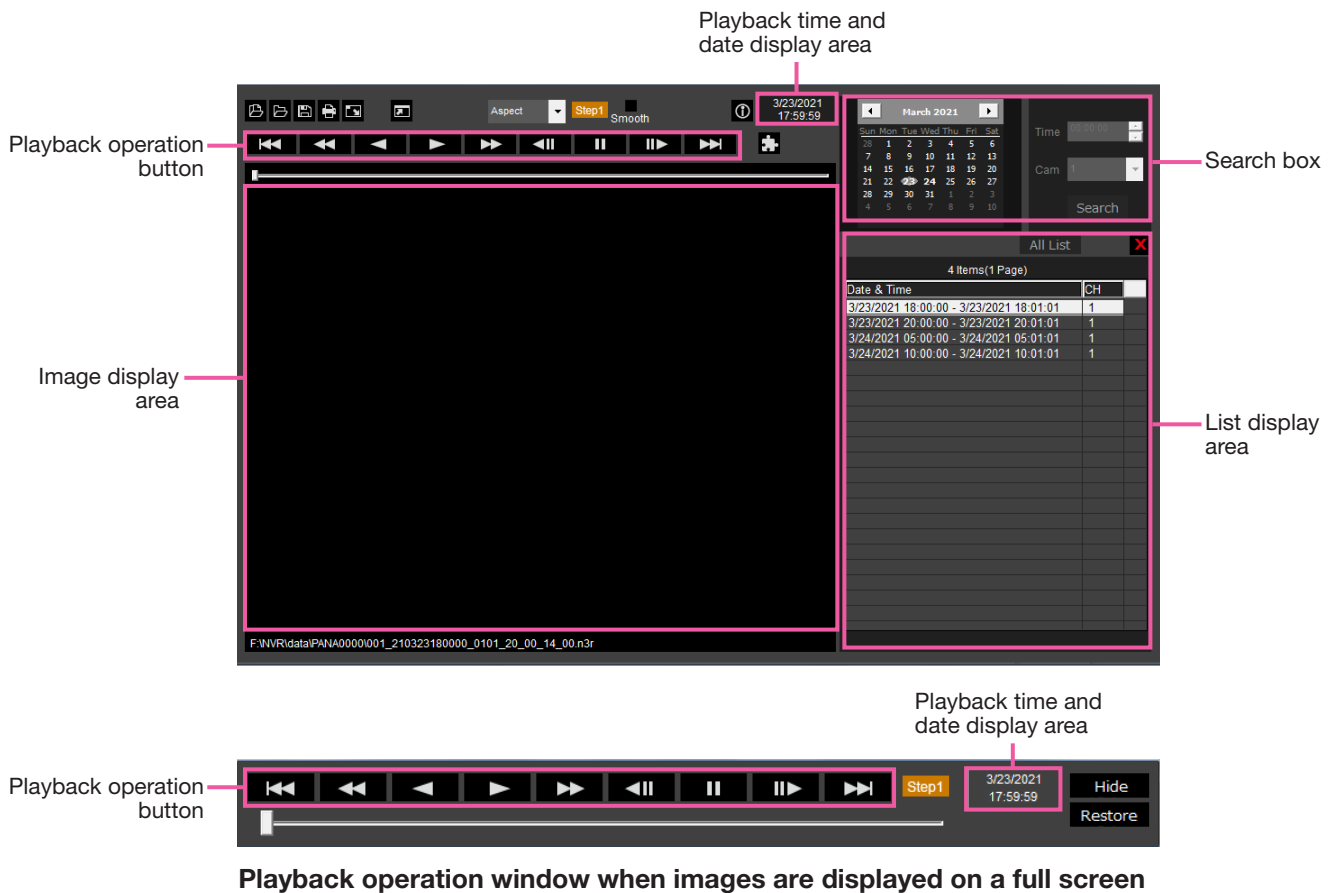 Playback time and
date display area
Aspect
Step1
Smooth
3/23/2021
17:59:59
March 2021
Sun Mon Tue Wed Thu Fri Sat
28 1 2 3 4 5 6
7 8 9 10 11 12 13
14 15 16 17 18 19 20
21 22 23 24 25 26 27
28 29 30 31 1 2 3
4 5 6 7 8 9 10
Time 00:00:00
Cam 1
Search
Playback operation
button
Search box
All List X
4 Items(1 Page)
Date & Time CH
3/23/2021 18:00:00 - 3/23/2021 18:01:01 1
3/23/2021 20:00:00 - 3/23/2021 20:01:01 1
3/24/2021 05:00:00 - 3/24/2021 05:01:01 1
3/24/2021 10:00:00 - 3/24/2021 10:01:01 1
Image display
area
List display
area
F:\NVR\data\PANA0000\001_210323180000_0101_20_00_14_00.n3r
Playback time and
date display area
Playback operation
button
Step1
3/23/2021
17:59:59
Hide
Restore
Playback operation window when images are displayed on a full screen